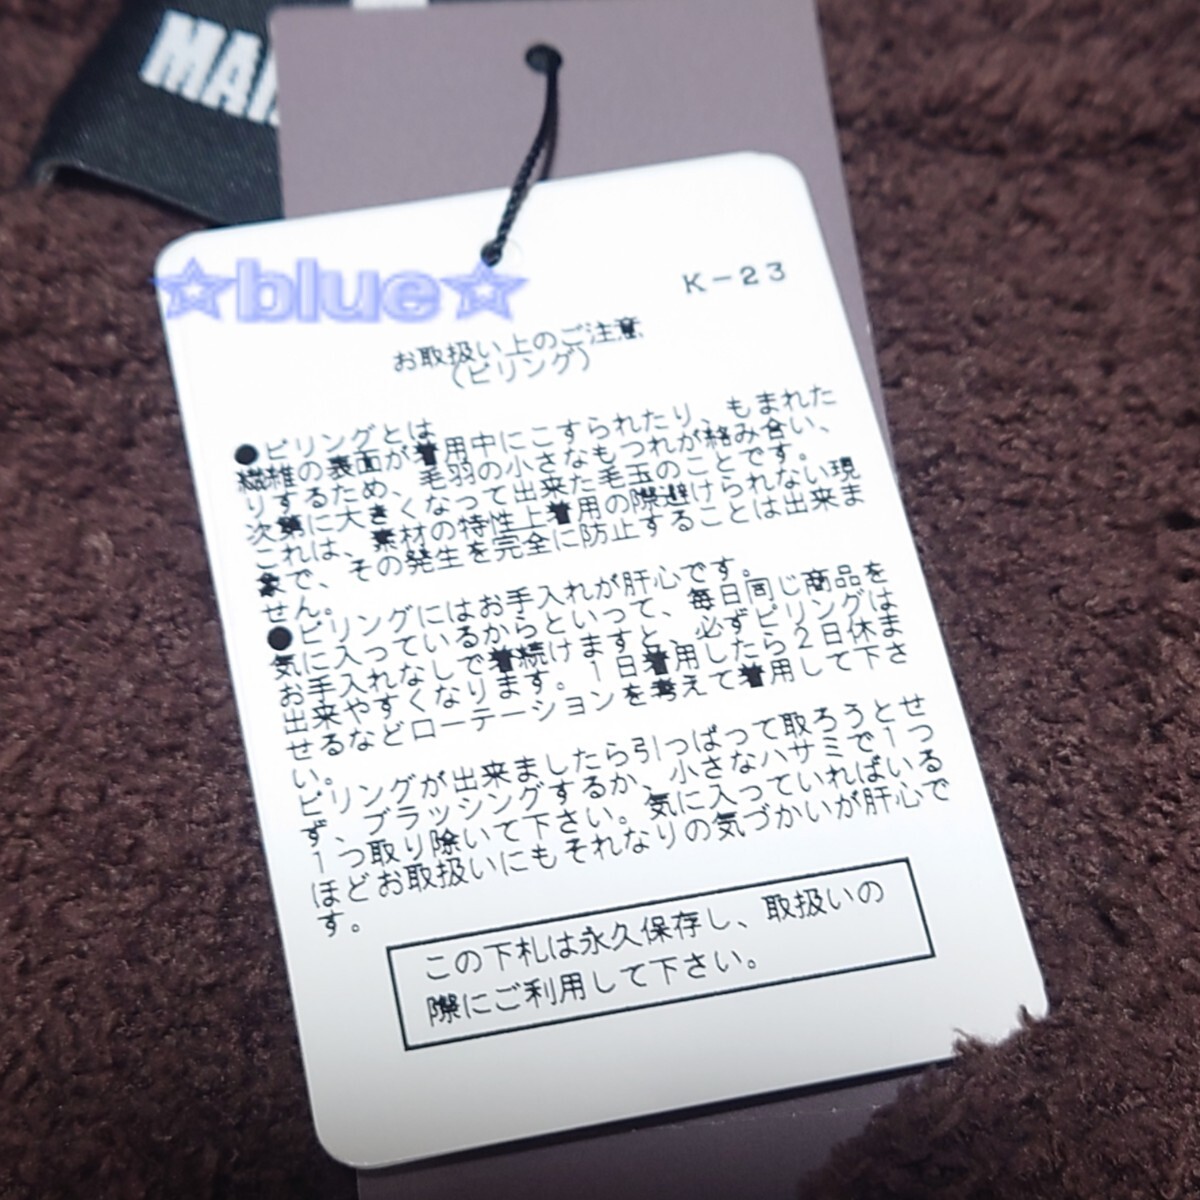 MAI
☆blue☆
K-23
お取扱い上のご注意
(ピリング)
●ピリングとは
繊維の表面が着用中にこすられたり、もまれた
りするため、毛羽の小さなもつれが絡み合い、
次第に大きくなって出来た毛玉のことです。
これは、素材の特性上着用の際避けられない現
象で、その発生を完全に防止することは出来ま
せん。
●ピリングにはお手入れが肝心です。
気に入っているからといって、毎日同じ商品を
お手入れなしで着続けますと、必ずピリングは
出来やすくなります。1日着用したら2日休ま
せるなどローテーションを考えて着用して下さ
い。
ピリングが出来ましたら引っぱって取ろうとせ
ず、ブラッシングするか、小さなハサミで1つ
1つ取り除いて下さい。気に入っていればいる
ほどお取扱いにもそれなりの気づかいが肝心で
す。
この下札は永久保存し、取扱いの
際にご利用して下さい。